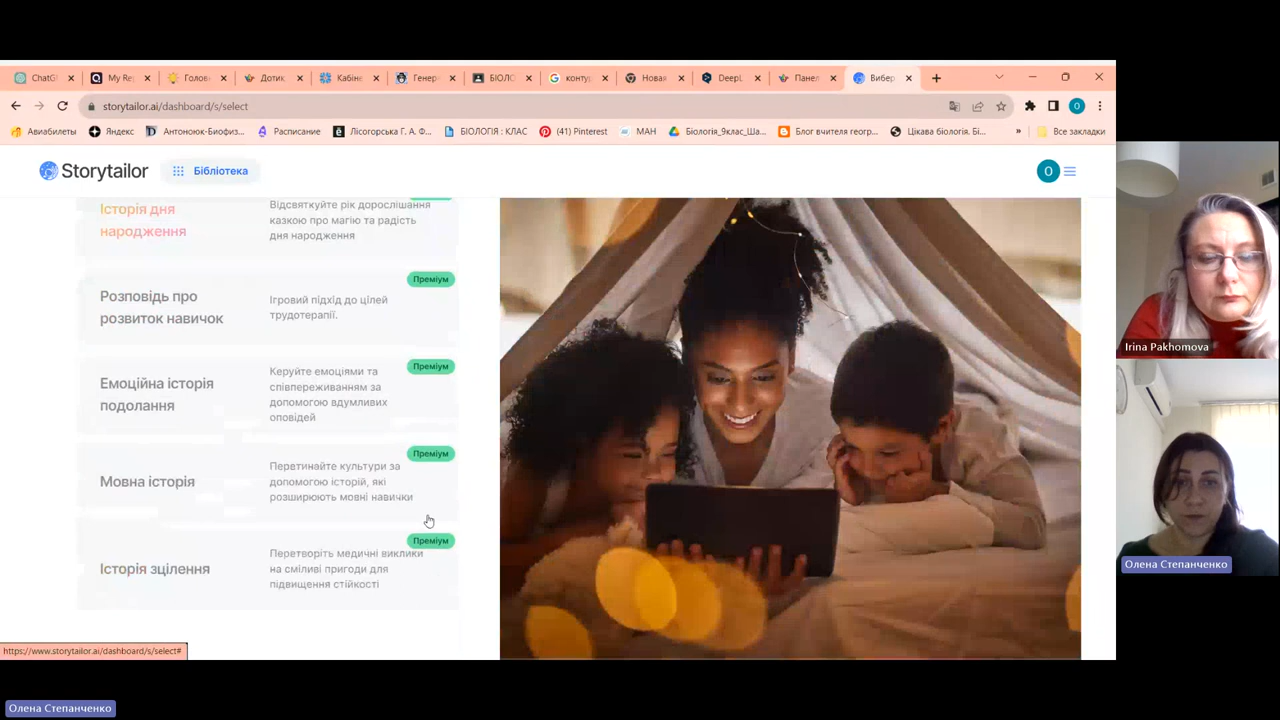 ChatG
My Re
Голов
Дотик
Кабіне
Генер
БІОЛО
контур
Новая
DeepL
Панел
Вибер
storytailor.ai/dashboard/s/select
О
Авиабилеты
Яндекс
Антонюк-Биофиз...
Расписание
Лісогорська Г. А. Ф...
БІОЛОГІЯ : КЛАС
(41) Pinterest
МАН
Біологія_9клас_Ша...
Блог вчителя геогр...
Цікава біологія. Бі...
»
Все закладки
Storytailor
Бібліотека
О
Історія дня
народження
Відсвяткуйте рік дорослішання
казкою про магію та радість
дня народження
Преміум
Розповідь про
розвиток навичок
Ігровий підхід до цілей
трудотерапії.
Преміум
Емоційна історія
подолання
Керуйте емоціями та
співпереживанням за
допомогою вдумливих
оповідей
Преміум
Мовна історія
Перетинайте культури за
допомогою історій, які
розширюють мовні навички
Преміум
Історія зцілення
Перетворіть медичні виклики
на сміливі пригоди для
підвищення стійкості
https://www.storytailor.ai/dashboard/s/select#
Irina Pakhomova
Олена Степанченко
Олена Степанченко